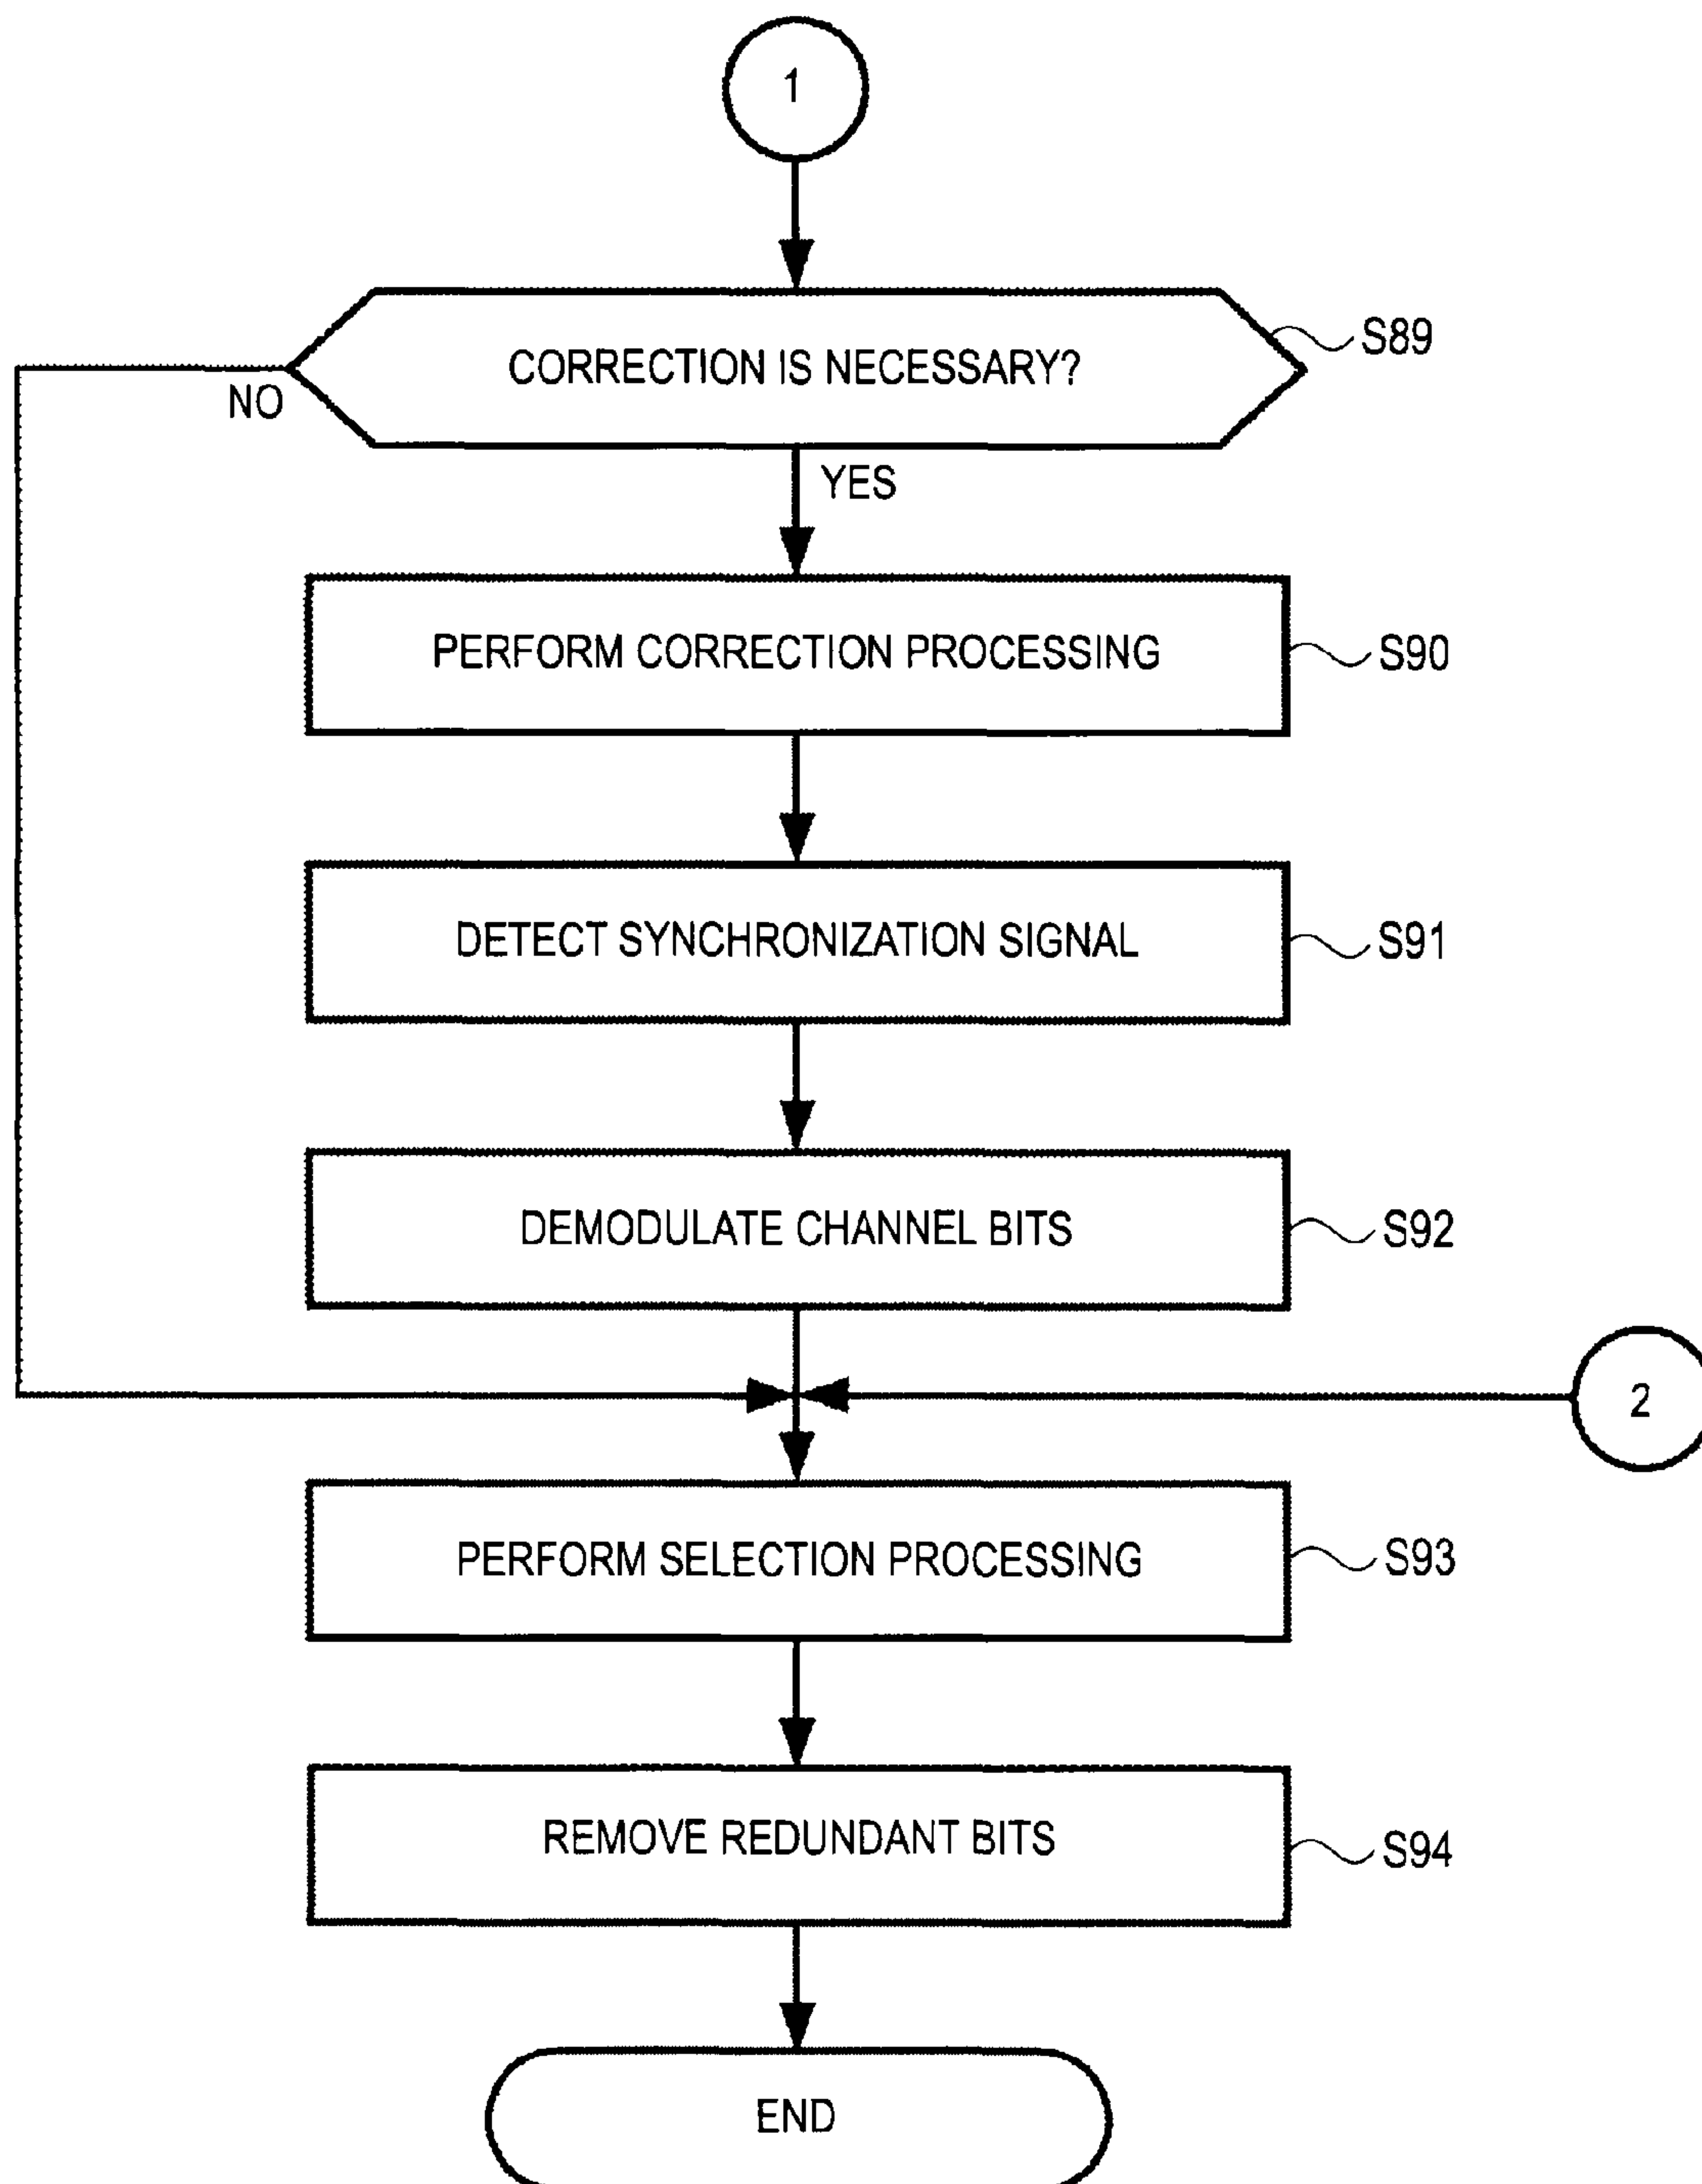 1
CORRECTION IS NECESSARY?
S89
NO
YES
PERFORM CORRECTION PROCESSING
S90
DETECT SYNCHRONIZATION SIGNAL
S91
DEMODULATE CHANNEL BITS
S92
2
PERFORM SELECTION PROCESSING
S93
REMOVE REDUNDANT BITS
S94
END